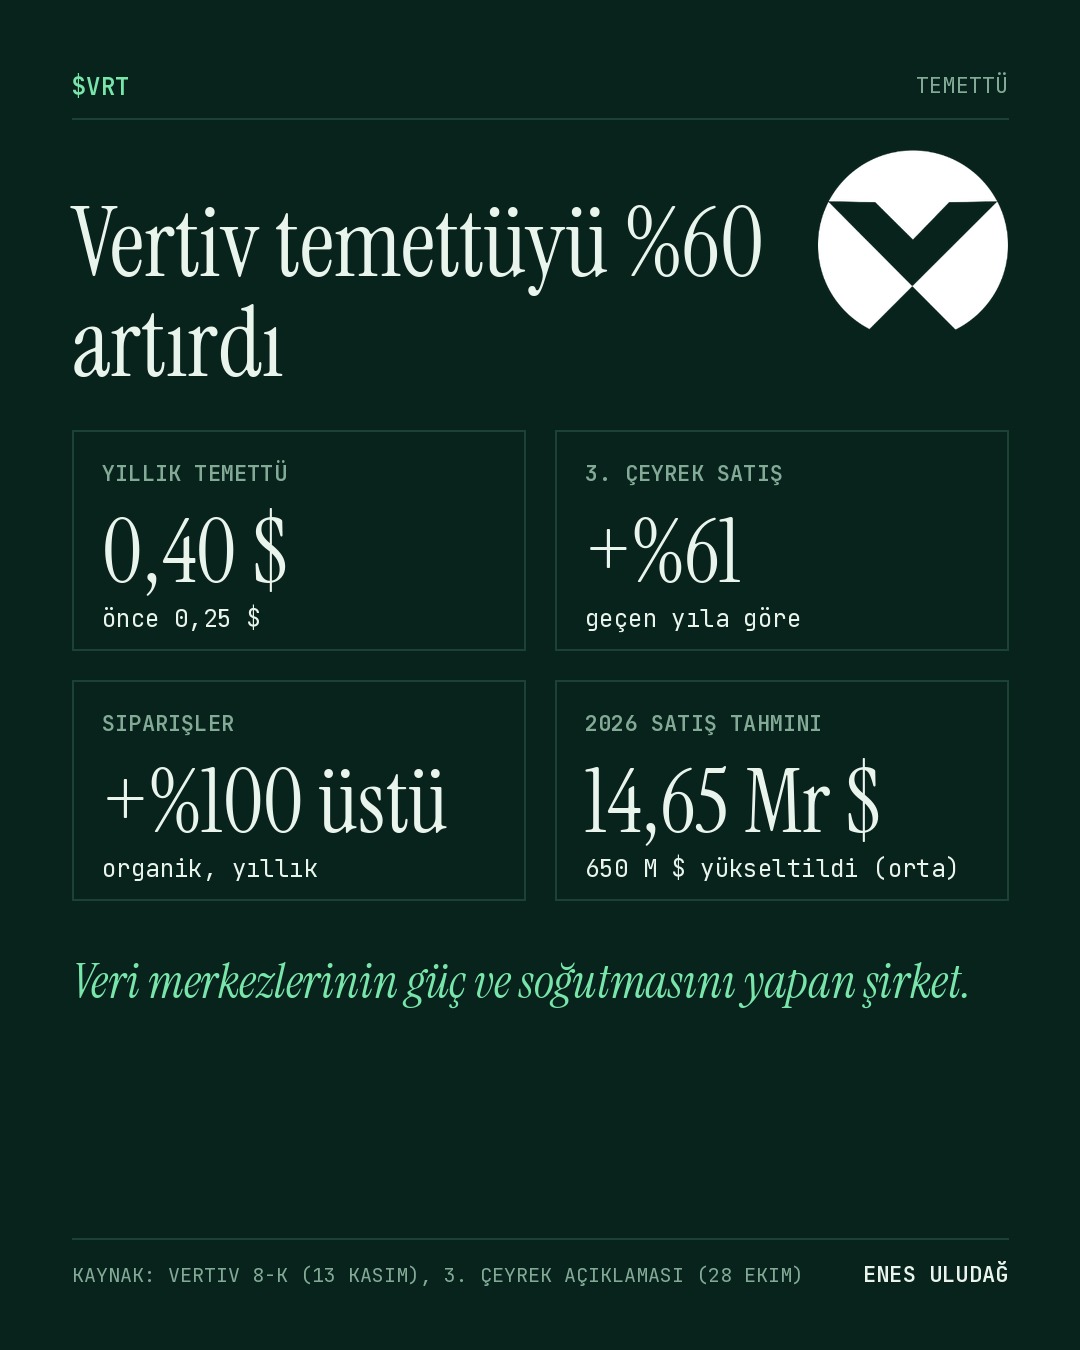 $VRT
TEMETTÜ
Vertiv temettüyü %60
artırdı
YILLIK TEMETTÜ
0,40 $
önce 0,25 $
3. ÇEYREK SATIŞ
+%61
geçen yıla göre
SIPARIŞLER
+%100 üstü
organik, yıllık
2026 SATIŞ TAHMINI
14,65 Mr $
650 M $ yükseltildi (orta)
Veri merkezlerinin güç ve soğutmasını yapan şirket.
KAYNAK: VERTIV 8-K (13 KASIM), 3. ÇEYREK AÇIKLAMASI (28 EKIM)
ENES ULUDAĞ